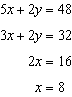 5x + 2y = 48
3x + 2y = 32
2x = 16
x = 8